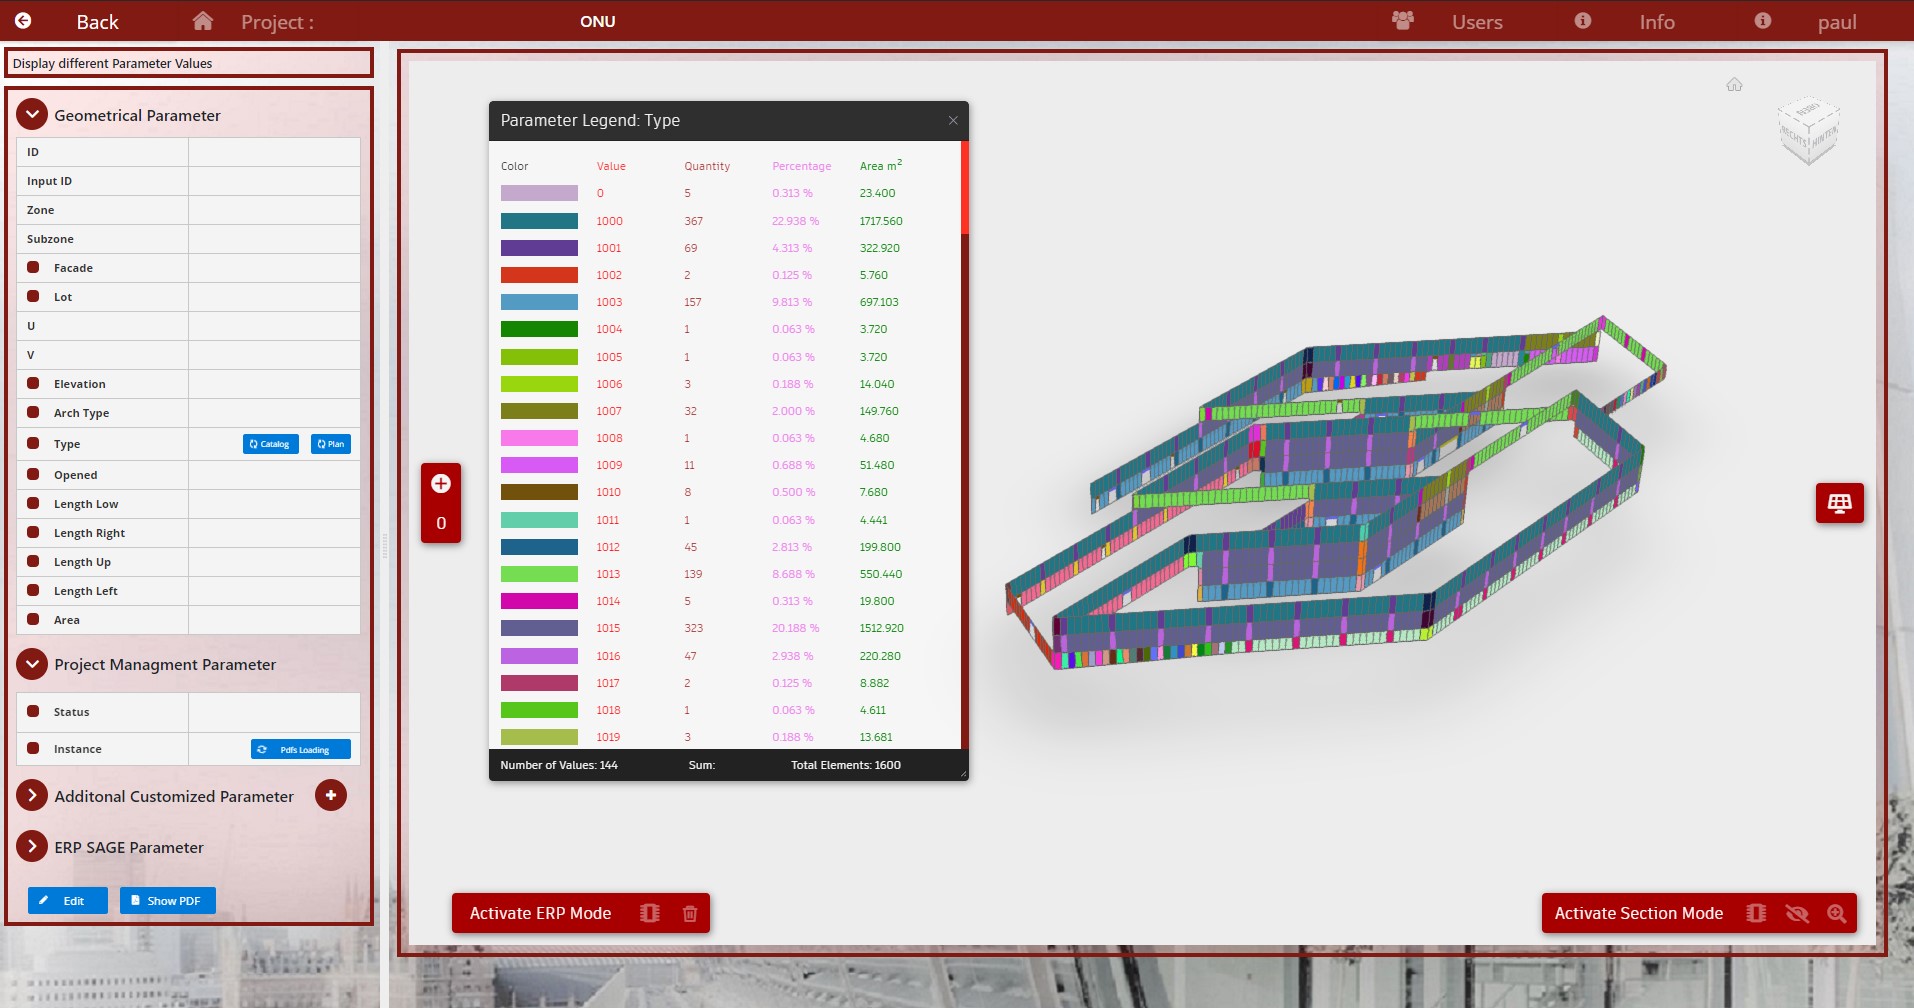 Back Project : ONU Users Info paul
Display different Parameter Values
Geometrical Parameter
ID
Input ID
Zone
Subzone
Facade
Lot
U
V
Elevation
Arch Type
Type Catalog Plan
Opened
Length Low
Length Right
Length Up
Length Left
Area
Project Managment Parameter
Status
Instance Pdfs Loading
Additonal Customized Parameter
ERP SAGE Parameter
Edit Show PDF
Parameter Legend: Type
Color Value Quantity Percentage Area m²
0 5 0.313 % 23.400
1000 367 22.938 % 1717.560
1001 69 4.313 % 322.920
1002 2 0.125 % 5.760
1003 157 9.813 % 697.103
1004 1 0.063 % 3.720
1005 1 0.063 % 3.720
1006 3 0.188 % 14.040
1007 32 2.000 % 149.760
1008 1 0.063 % 4.680
1009 11 0.688 % 51.480
1010 8 0.500 % 7.680
1011 1 0.063 % 4.441
1012 45 2.813 % 199.800
1013 139 8.688 % 550.440
1014 5 0.313 % 19.800
1015 323 20.188 % 1512.920
1016 47 2.938 % 220.280
1017 2 0.125 % 8.882
1018 1 0.063 % 4.611
1019 3 0.188 % 13.681
Number of Values: 144 Sum: Total Elements: 1600
0
OBEN
RECHTS HINTEN
Activate ERP Mode
Activate Section Mode